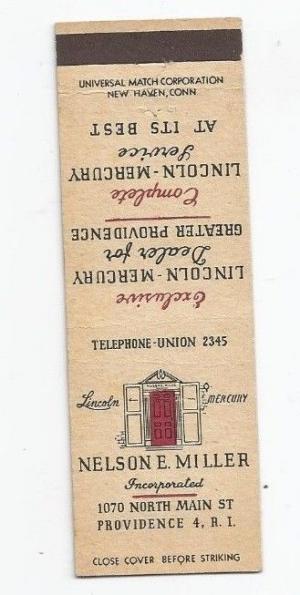 UNIVERSAL MATCH CORPORATION
NEW HAVEN, CONN
Exclusive
LINCOLN - MERCURY
Dealer for
GREATER PROVIDENCE
Complete
LINCOLN - MERCURY
Service
AT ITS BEST
TELEPHONE - UNION 2345
Lincoln MERCURY
NELSON E. MILLER
Incorporated
1070 NORTH MAIN ST
PROVIDENCE 4, R. I.
CLOSE COVER BEFORE STRIKING